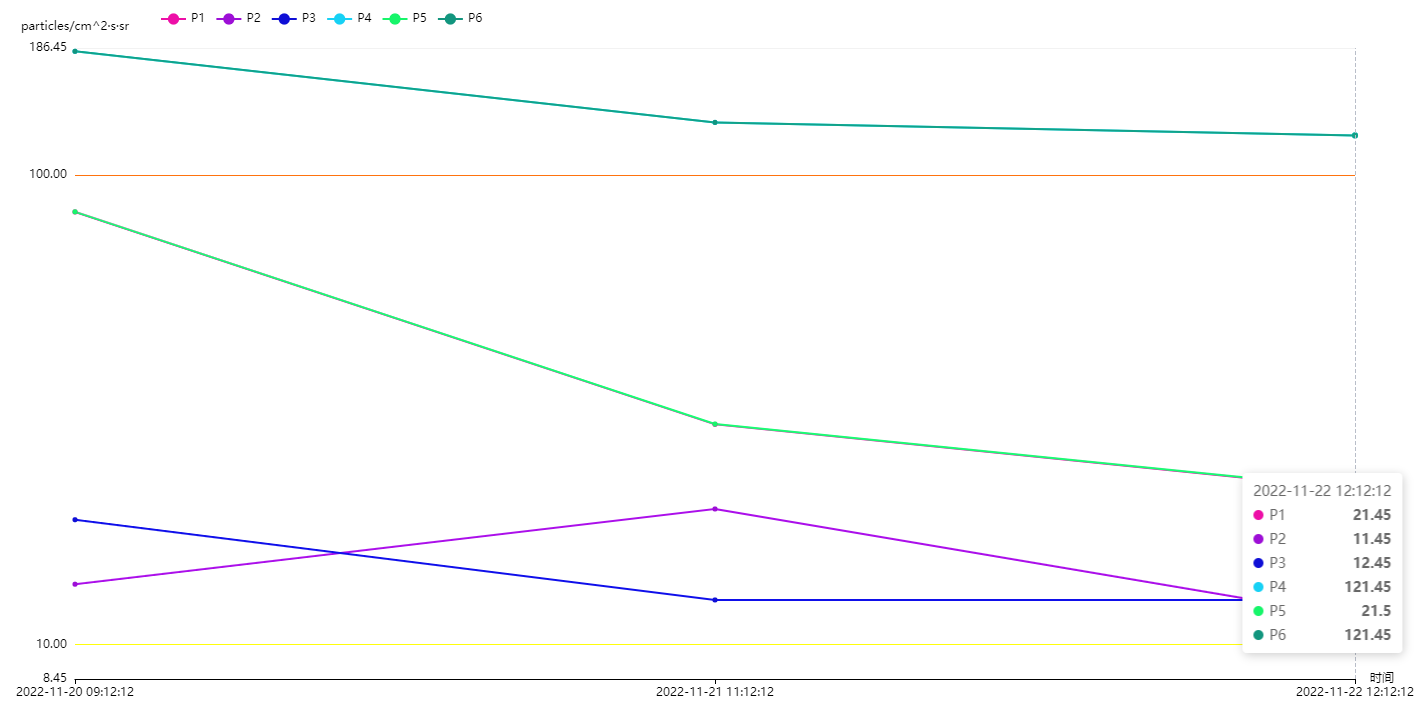 particles/cm^2·s·sr
P1 P2 P3 P4 P5 P6
186.45
100.00
10.00
8.45
2022-11-20 09:12:12
2022-11-21 11:12:12
2022-11-22 12:12:12
时间
2022-11-22 12:12:12
P1 21.45
P2 11.45
P3 12.45
P4 121.45
P5 21.5
P6 121.45